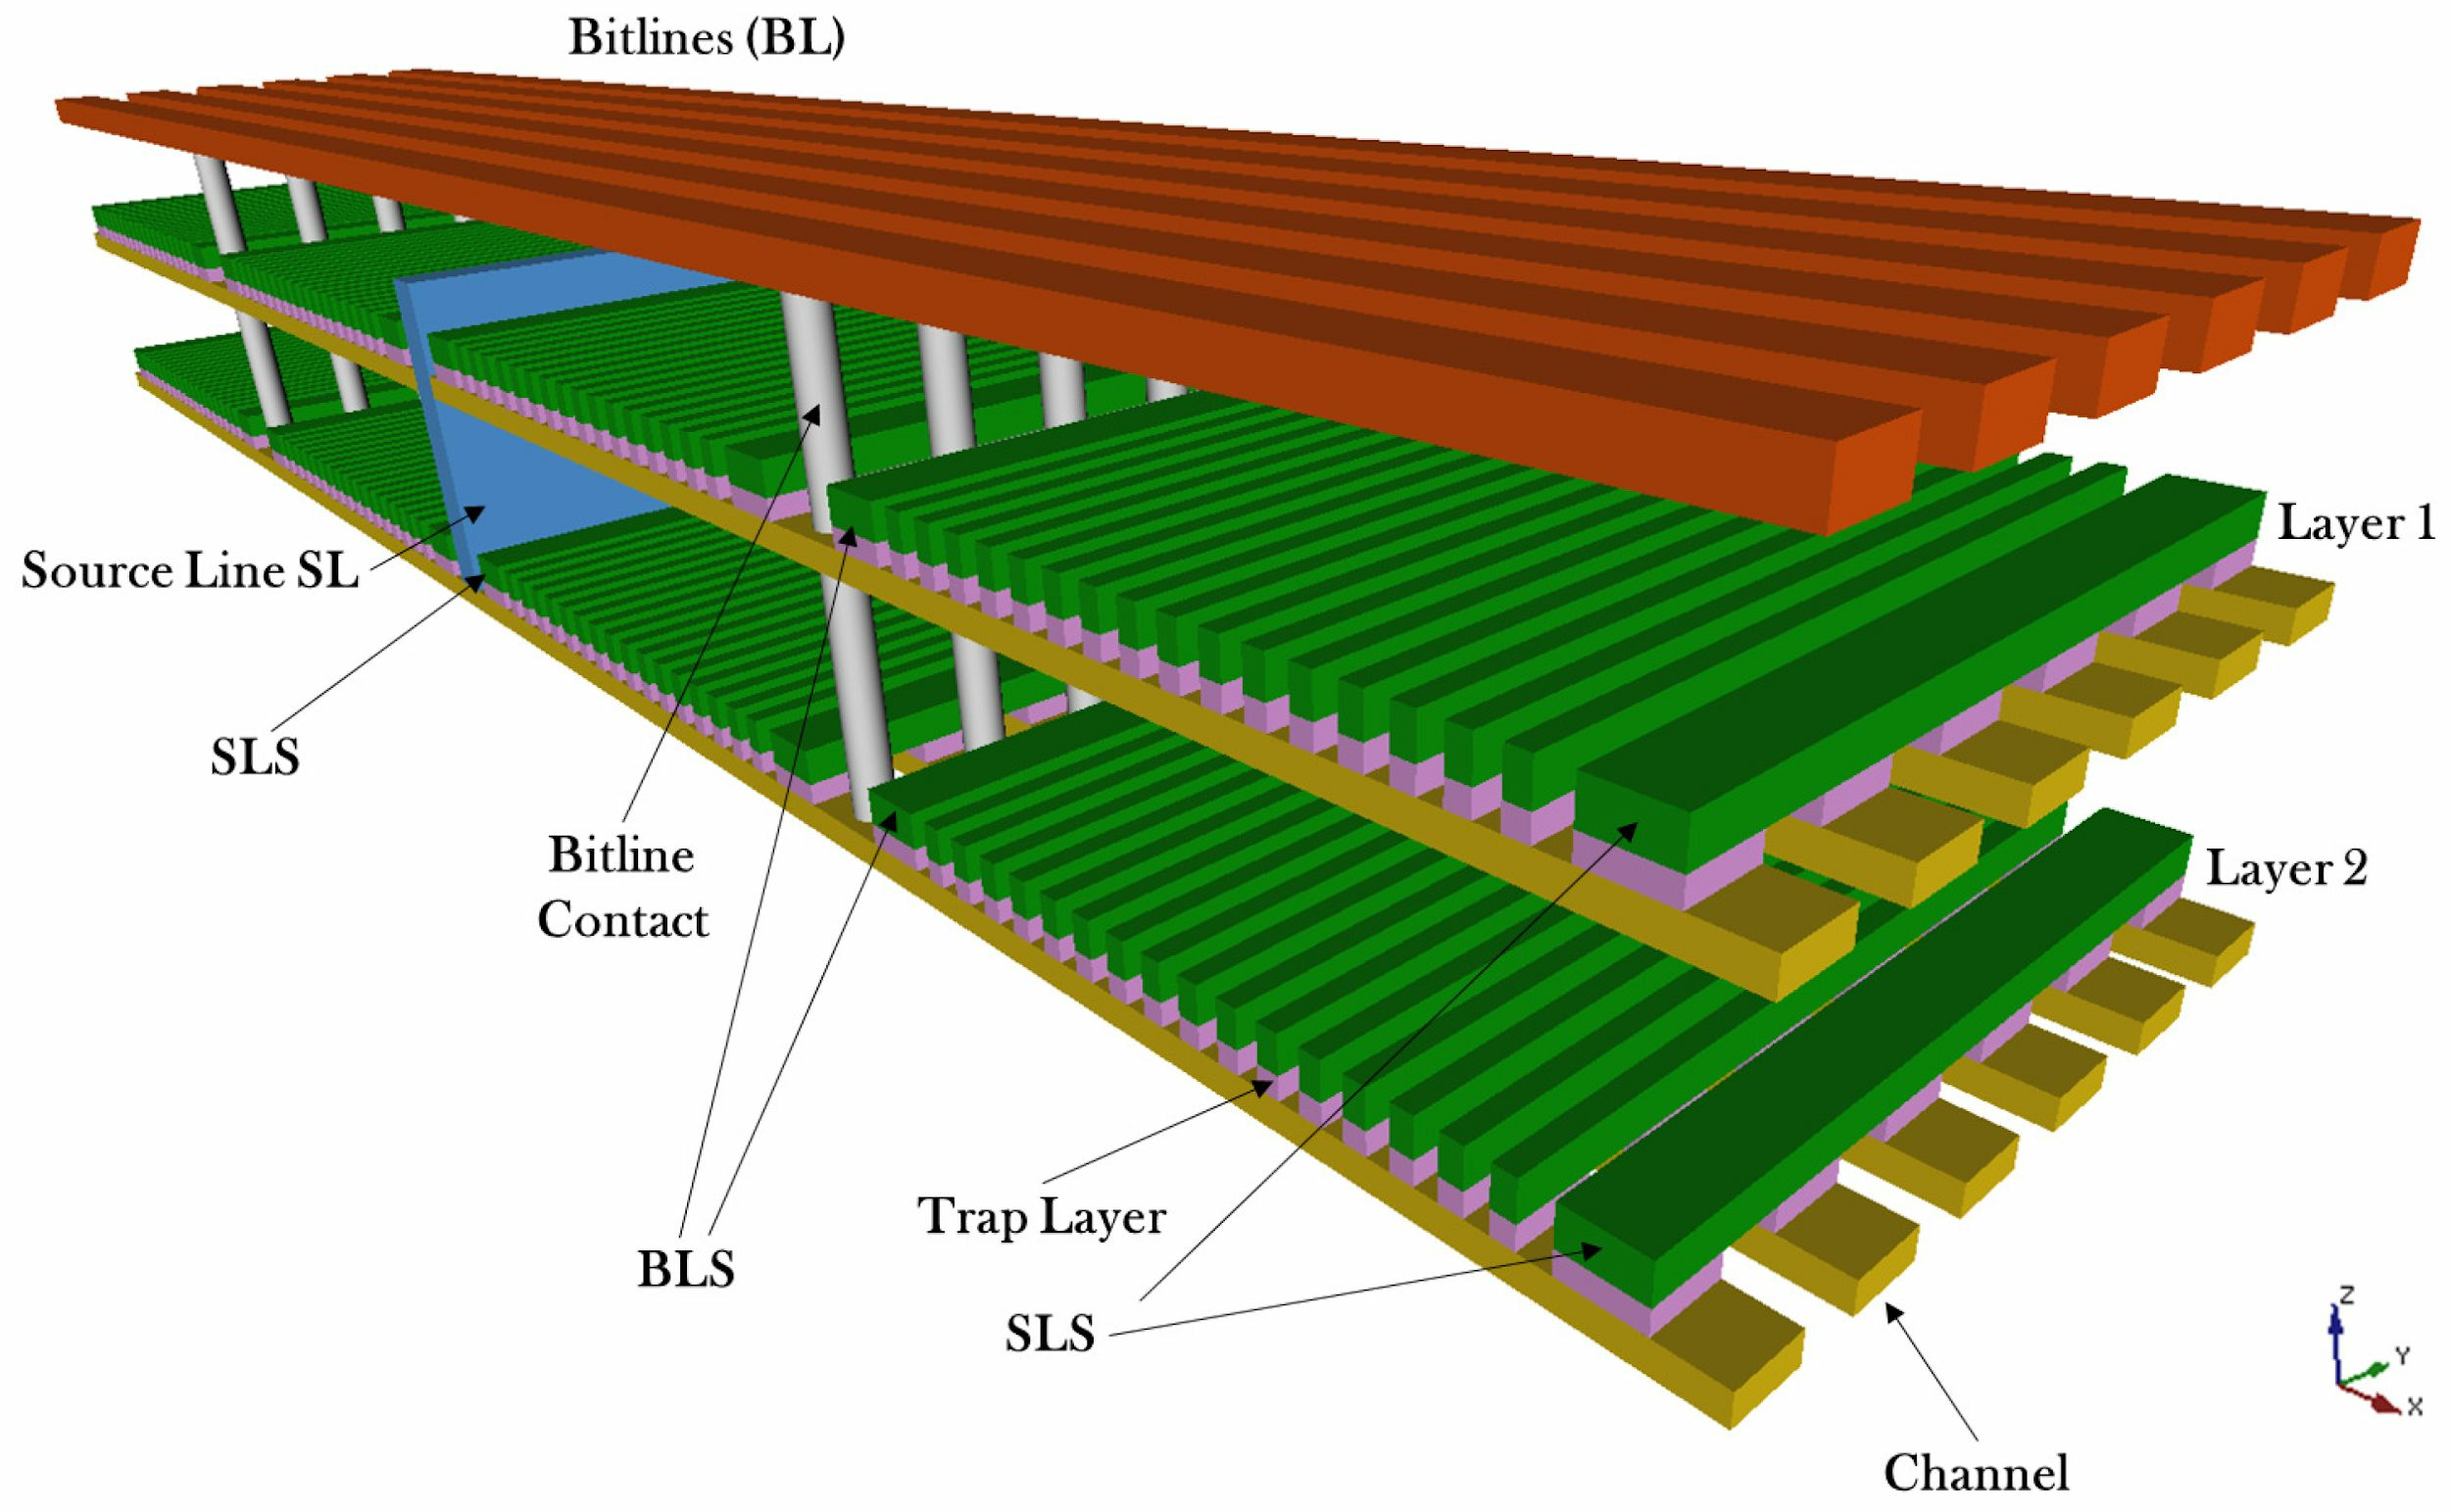 Bitlines (BL)
Layer 1
Source Line SL
SLS
Bitline
Contact
Layer 2
Trap Layer
BLS
SLS
Z
Y
X
Channel